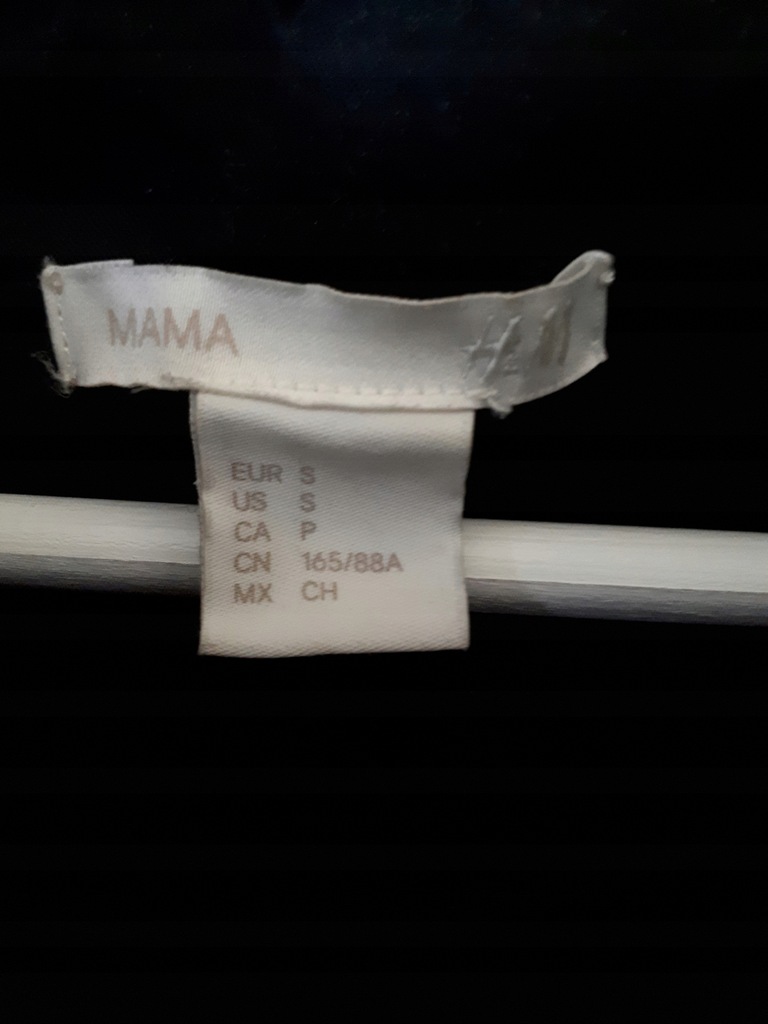 MAMA H&M
EUR S
US S
CA P
CN 165/88A
MX CH